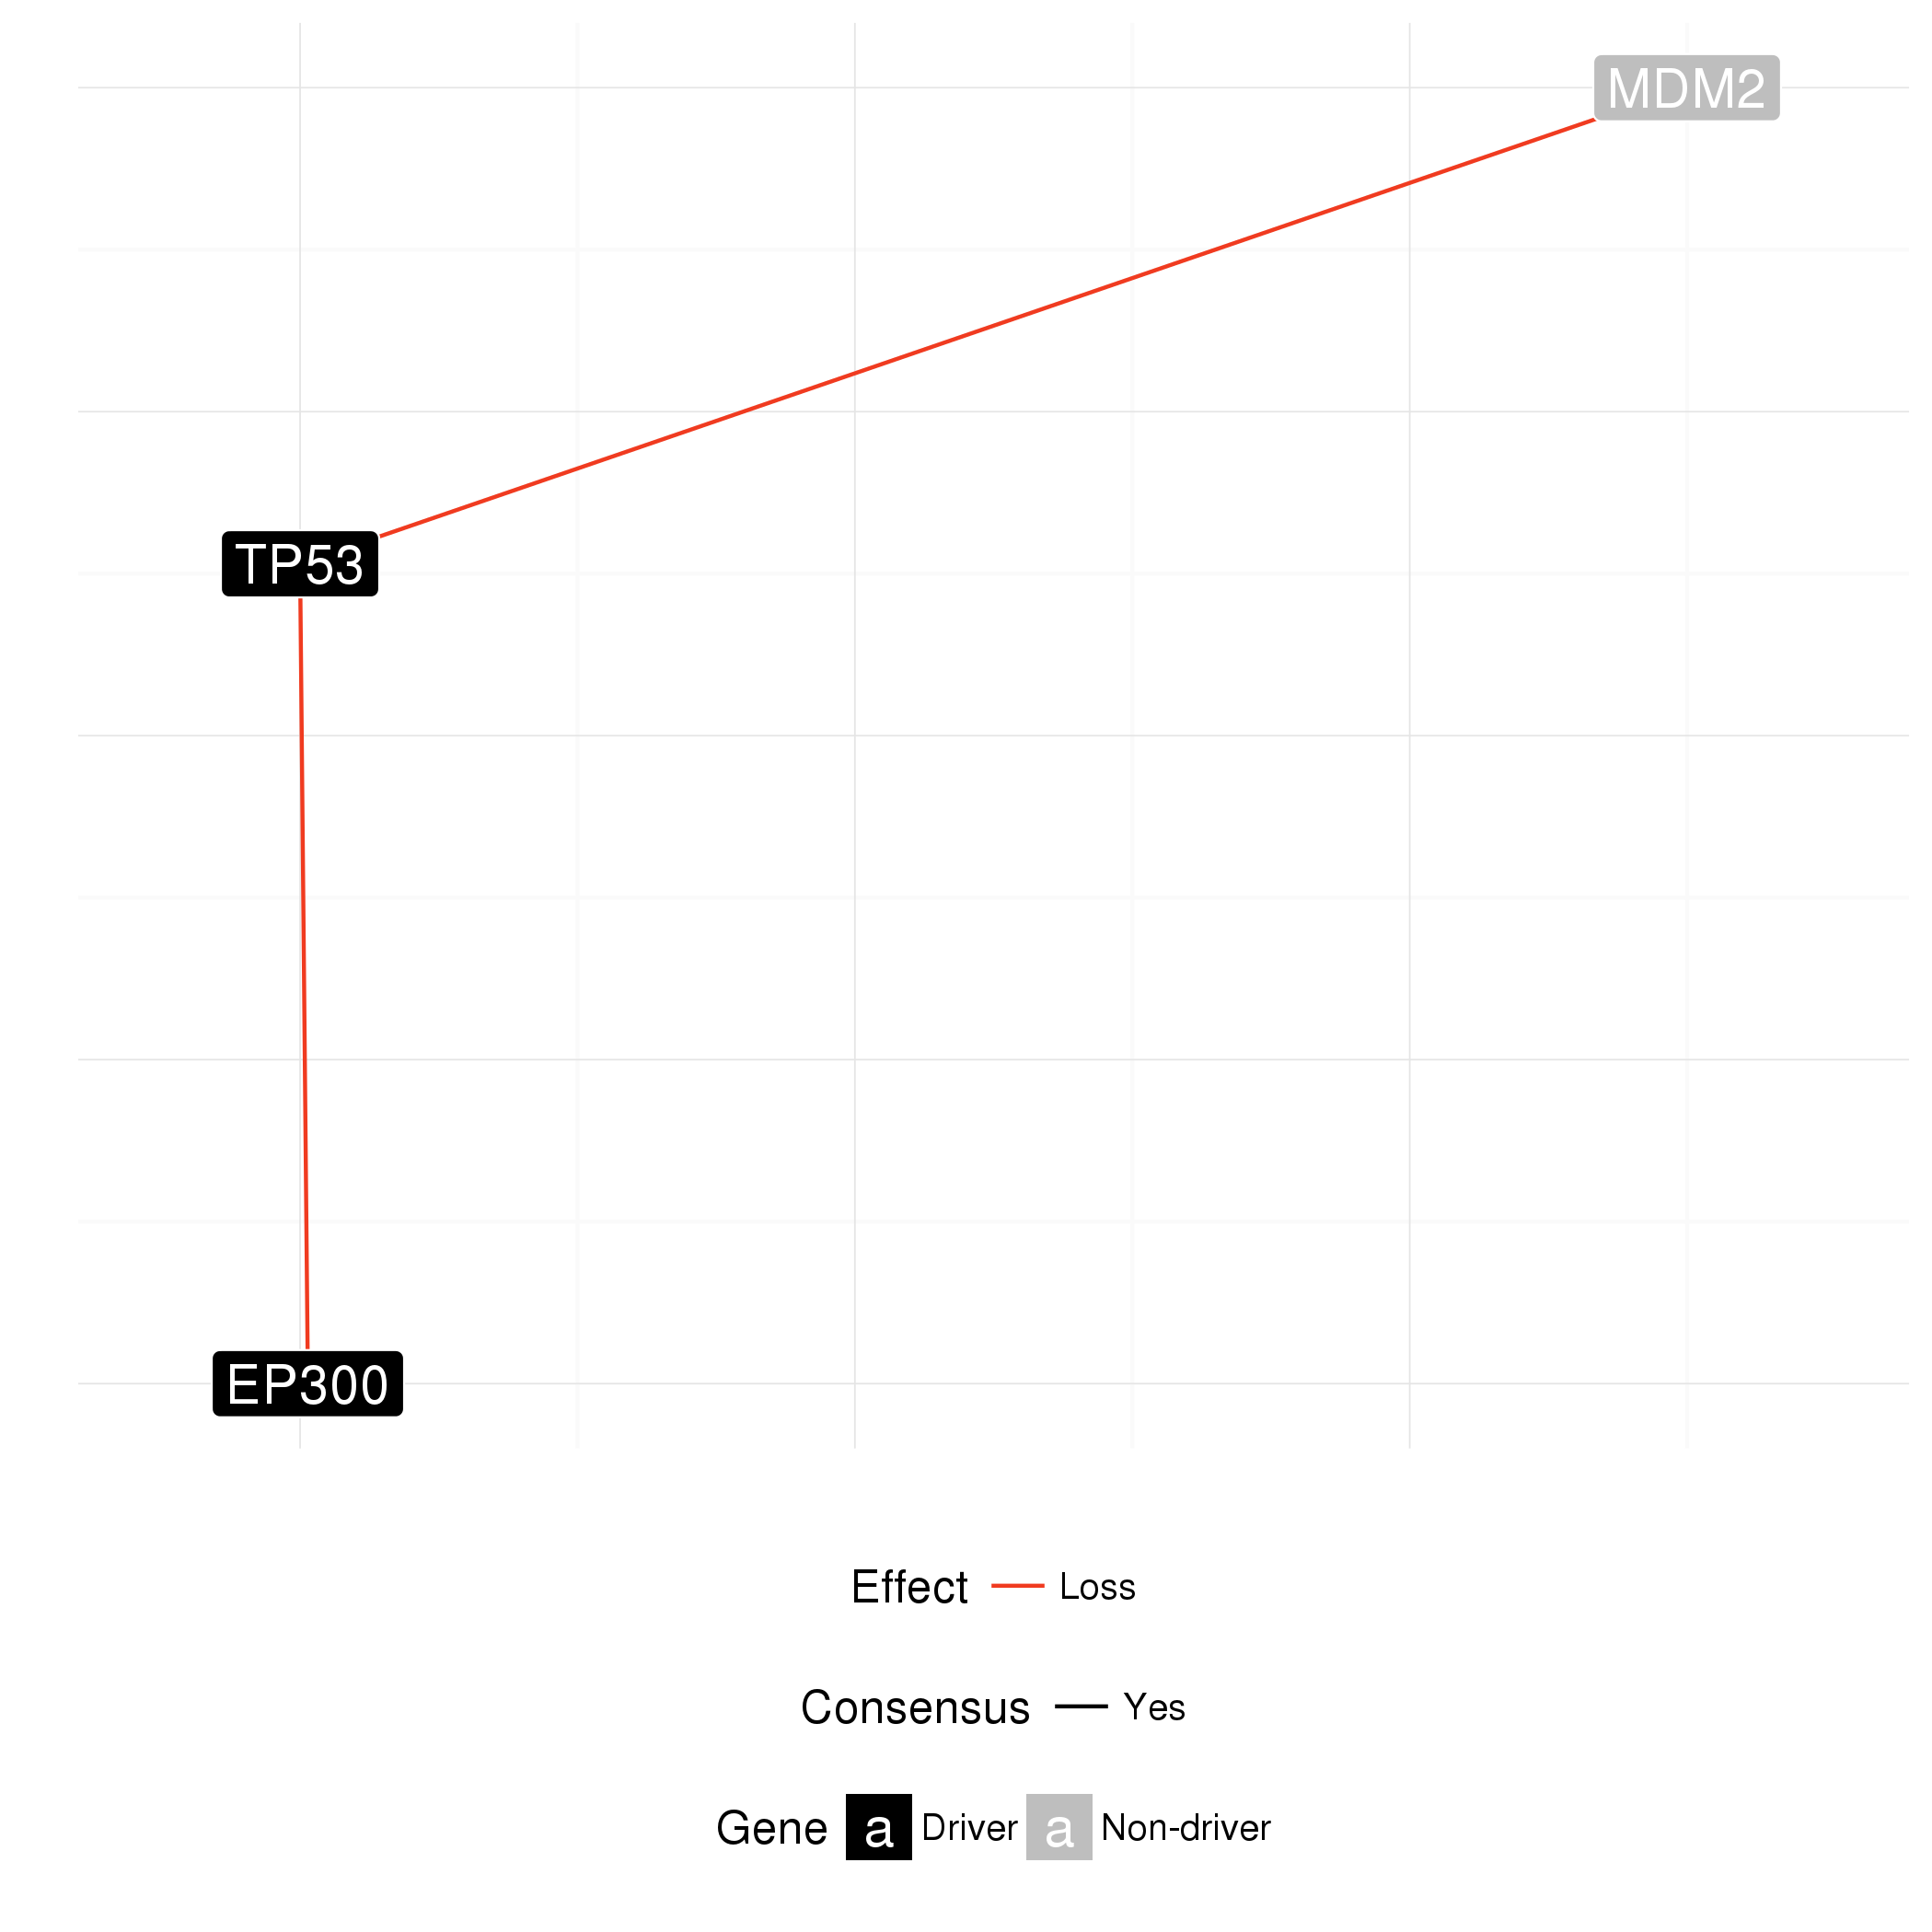 MDM2
TP53
EP300
Effect Loss
Consensus Yes
Gene a Driver a Non-driver